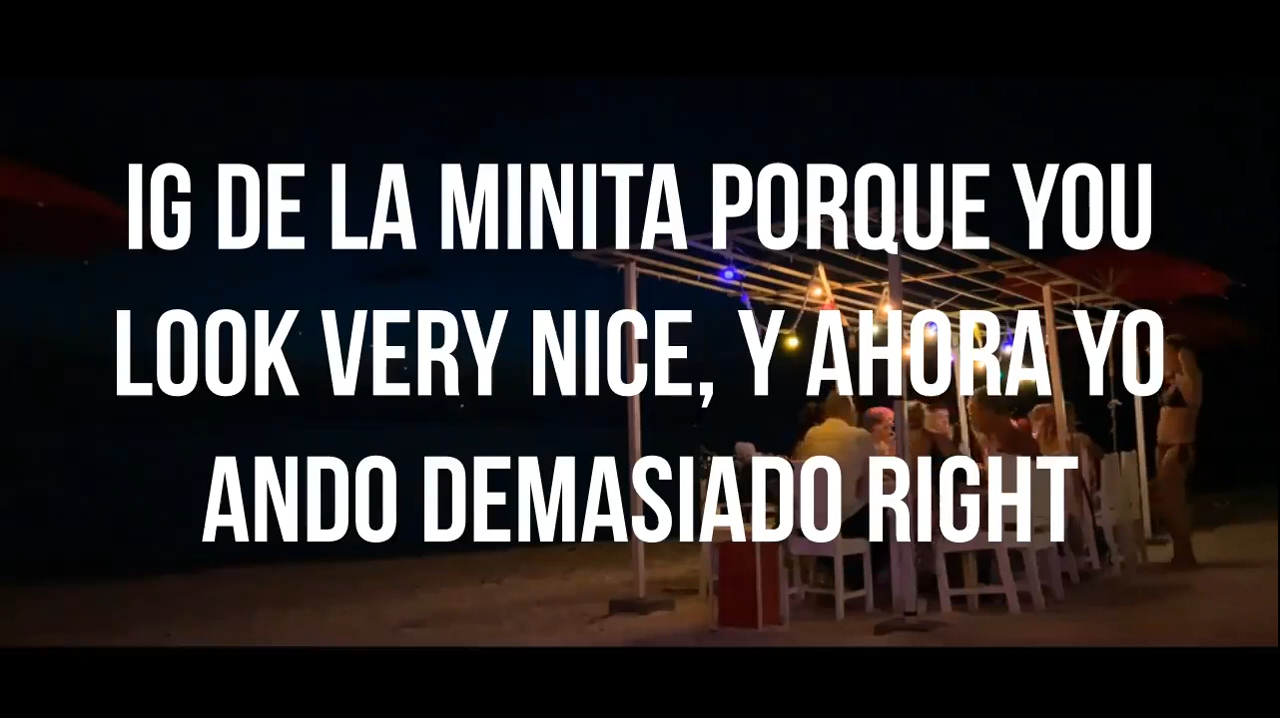 IG DE LA MINITA PORQUE YOU
LOOK VERY NICE, Y AHORA YO
ANDO DEMASIADO RIGHT